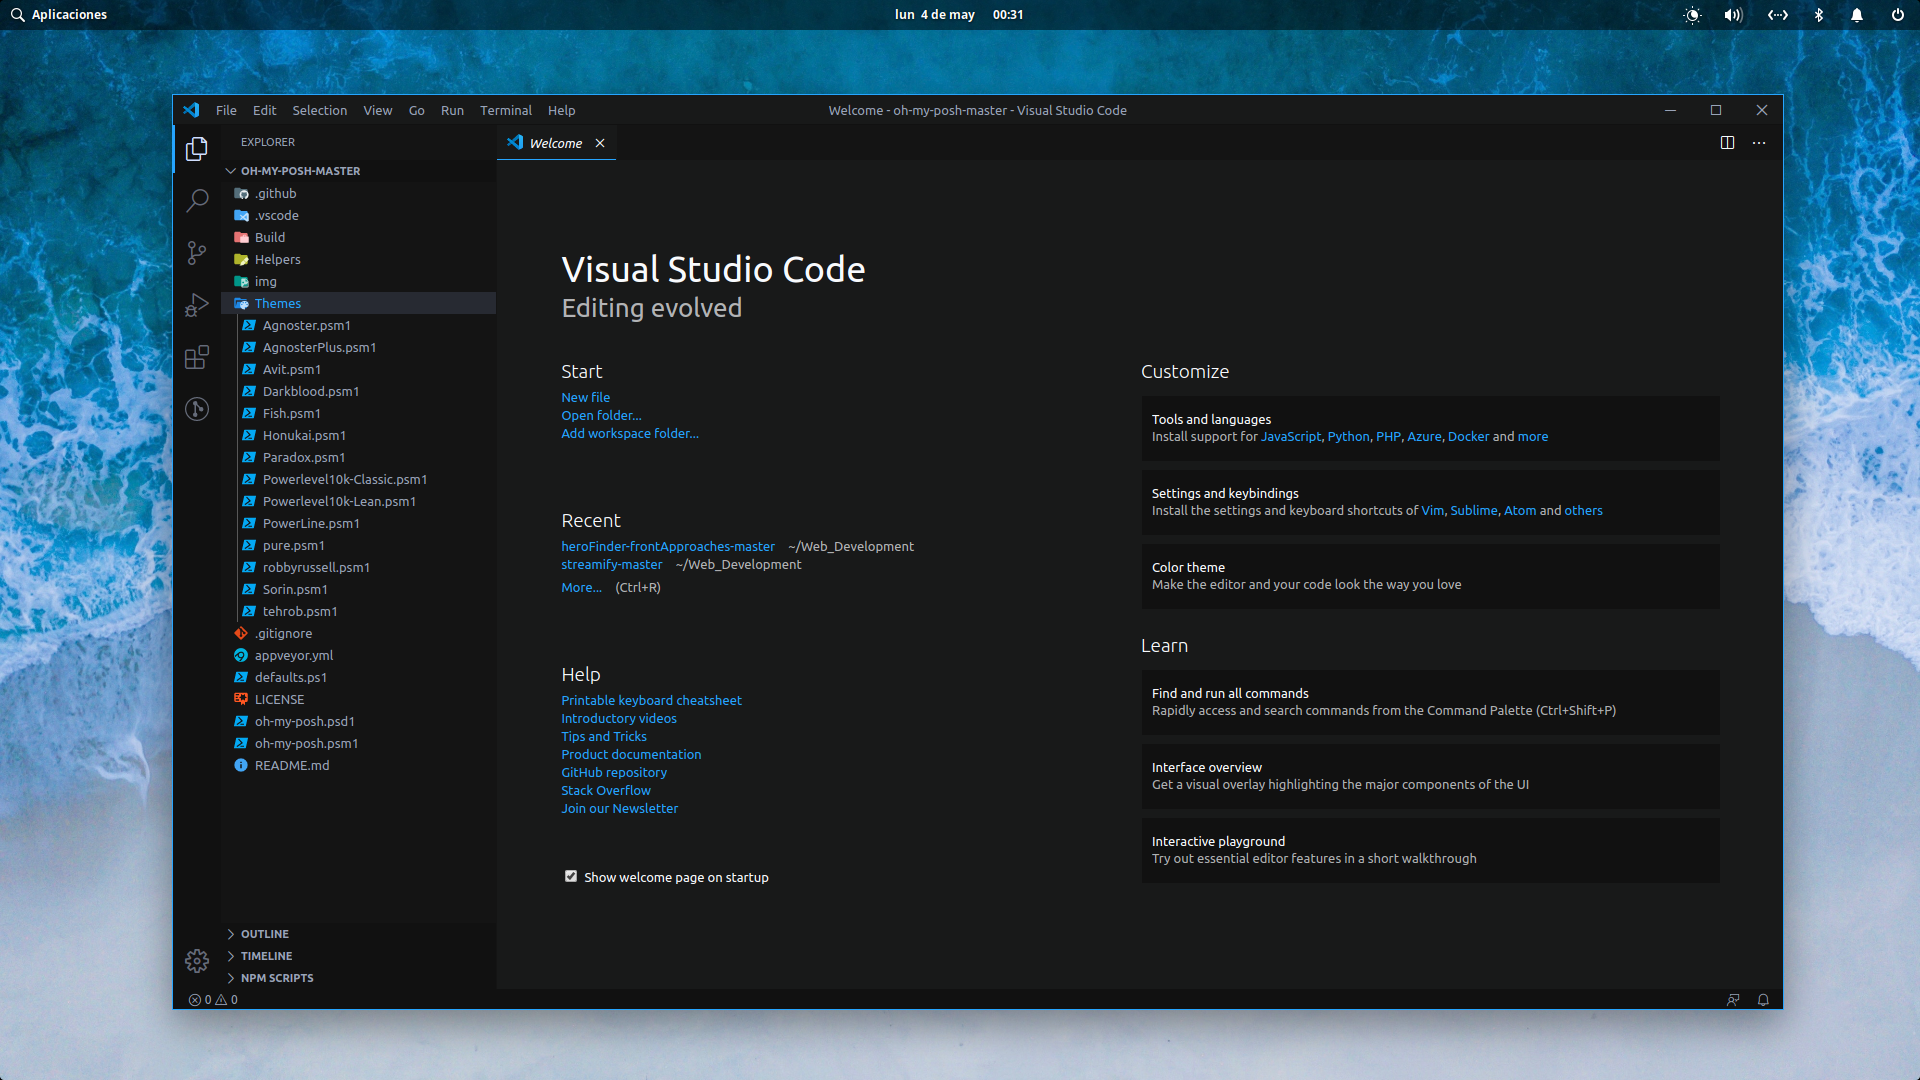 Aplicaciones
lun 4 de may 00:31
File Edit Selection View Go Run Terminal Help
Welcome - oh-my-posh-master - Visual Studio Code
EXPLORER
OH-MY-POSH-MASTER
.github
.vscode
Build
Helpers
img
Themes
Agnoster.psm1
AgnosterPlus.psm1
Avit.psm1
Darkblood.psm1
Fish.psm1
Honukai.psm1
Paradox.psm1
Powerlevel10k-Classic.psm1
Powerlevel10k-Lean.psm1
PowerLine.psm1
pure.psm1
robbyrussell.psm1
Sorin.psm1
tehrob.psm1
.gitignore
appveyor.yml
defaults.ps1
LICENSE
oh-my-posh.psd1
oh-my-posh.psm1
README.md
OUTLINE
TIMELINE
NPM SCRIPTS
0 0
Welcome
Visual Studio Code
Editing evolved
Start
New file
Open folder...
Add workspace folder...
Recent
heroFinder-frontApproaches-master ~/Web_Development
streamify-master ~/Web_Development
More... (Ctrl+R)
Help
Printable keyboard cheatsheet
Introductory videos
Tips and Tricks
Product documentation
GitHub repository
Stack Overflow
Join our Newsletter
Show welcome page on startup
Customize
Tools and languages
Install support for JavaScript, Python, PHP, Azure, Docker and more
Settings and keybindings
Install the settings and keyboard shortcuts of Vim, Sublime, Atom and others
Color theme
Make the editor and your code look the way you love
Learn
Find and run all commands
Rapidly access and search commands from the Command Palette (Ctrl+Shift+P)
Interface overview
Get a visual overlay highlighting the major components of the UI
Interactive playground
Try out essential editor features in a short walkthrough